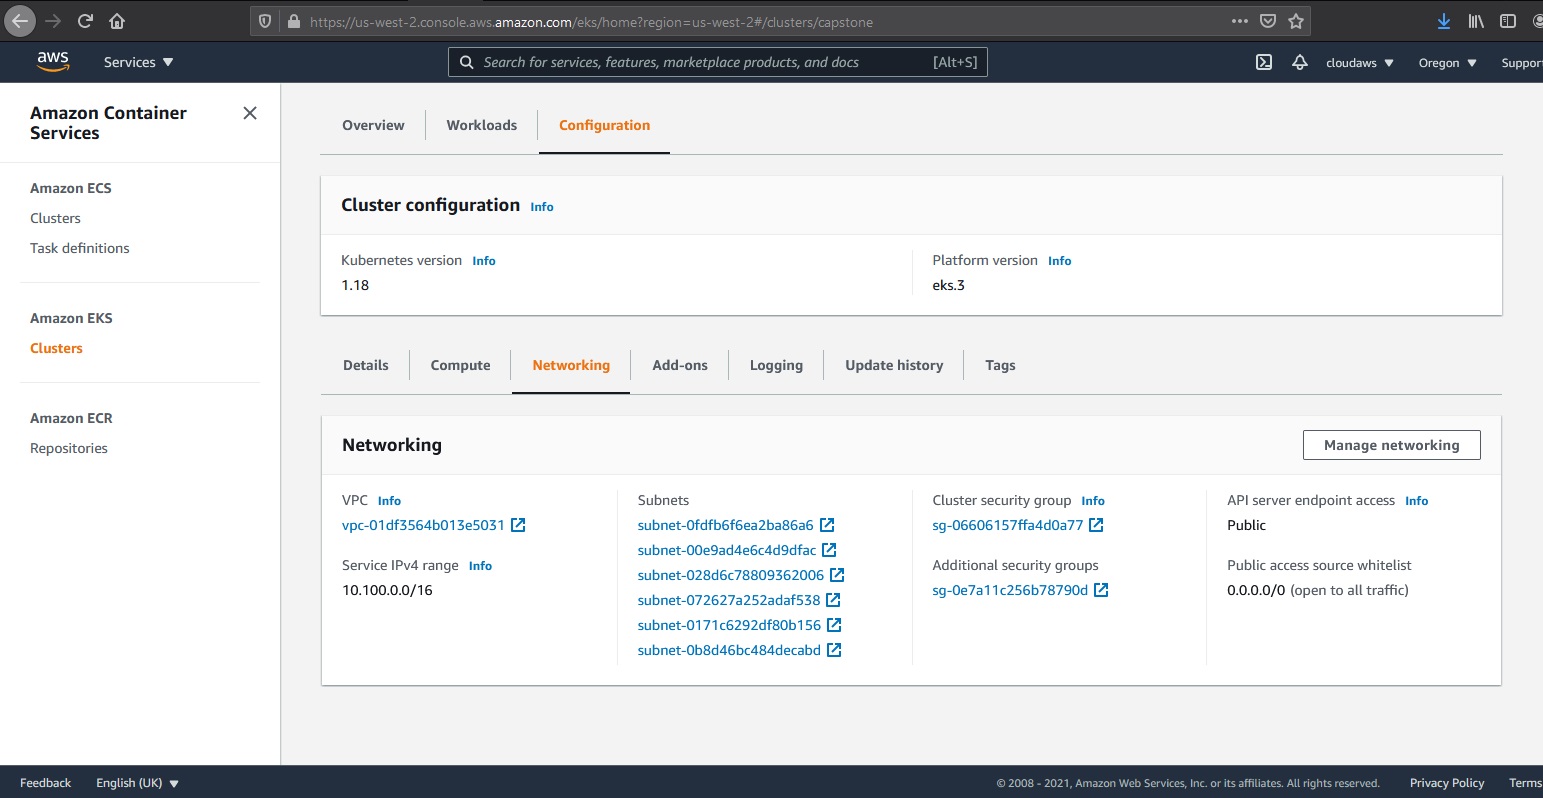 https://us-west-2.console.aws.amazon.com/eks/home?region=us-west-2#/clusters/capstone
aws
Services
Search for services, features, marketplace products, and docs [Alt+S]
cloudaws
Oregon
Support
Amazon Container Services
Amazon ECS
Clusters
Task definitions
Amazon EKS
Clusters
Amazon ECR
Repositories
Overview
Workloads
Configuration
Cluster configuration Info
Kubernetes version Info
1.18
Platform version Info
eks.3
Details
Compute
Networking
Add-ons
Logging
Update history
Tags
Networking
Manage networking
VPC Info
vpc-01df3564b013e5031
Service IPv4 range Info
10.100.0.0/16
Subnets
subnet-0fdfb6f6ea2ba86a6
subnet-00e9ad4e6c4d9dfac
subnet-028d6c78809362006
subnet-072627a252adaf538
subnet-0171c6292df80b156
subnet-0b8d46bc484decabd
Cluster security group Info
sg-06606157ffa4d0a77
Additional security groups
sg-0e7a11c256b78790d
API server endpoint access Info
Public
Public access source whitelist
0.0.0.0/0 (open to all traffic)
Feedback
English (UK)
© 2008 - 2021, Amazon Web Services, Inc. or its affiliates. All rights reserved.
Privacy Policy
Terms